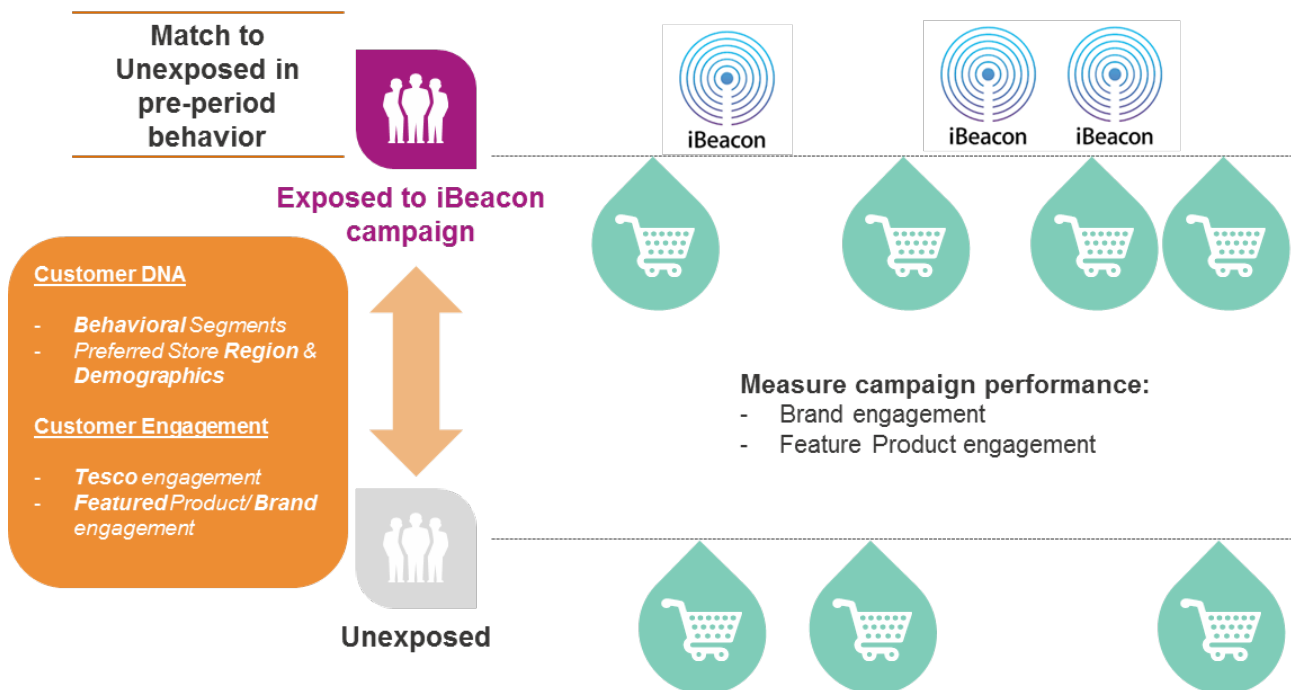 Match to
Unexposed in
pre-period
behavior
iBeacon
iBeacon
iBeacon
Exposed to iBeacon
campaign
Customer DNA
- Behavioral Segments
- Preferred Store Region &
Demographics
Customer Engagement
- Tesco engagement
- Featured Product/Brand
engagement
Measure campaign performance:
- Brand engagement
- Feature Product engagement
Unexposed